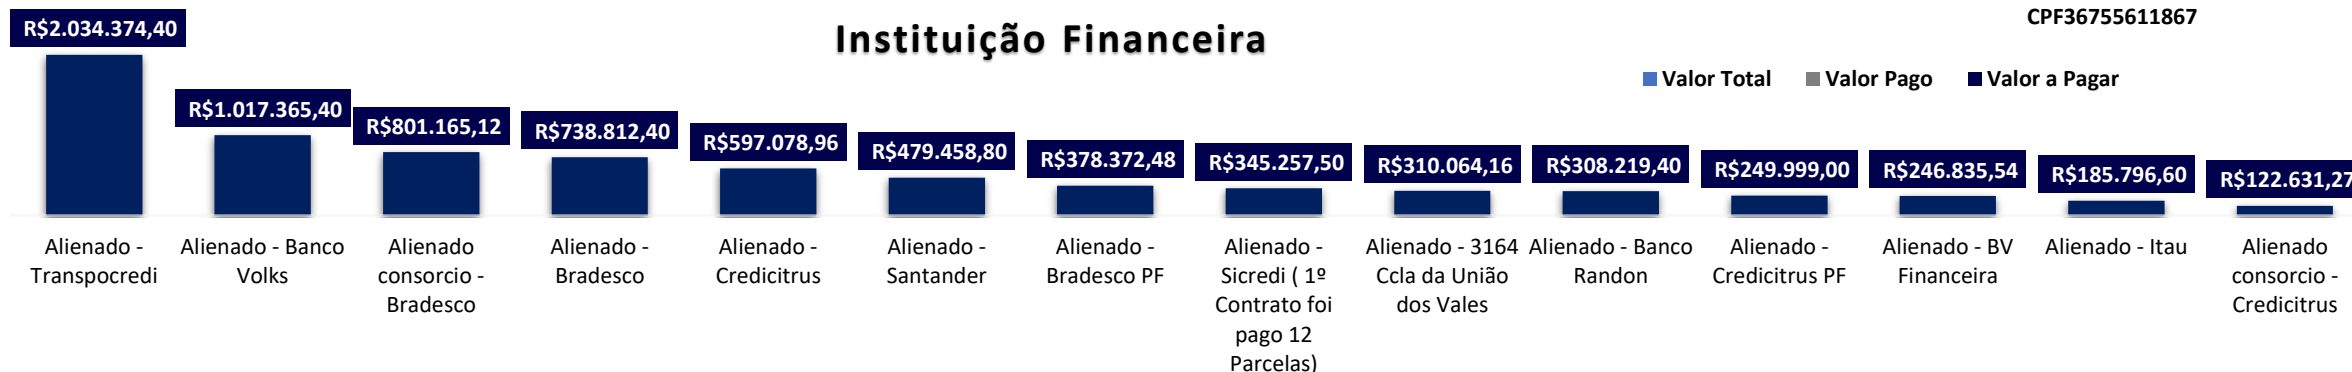 CPF36755611867
Instituição Financeira
Valor Total
Valor Pago
Valor a Pagar
R$2.034.374,40
R$1.017.365,40
R$801.165,12
R$738.812,40
R$597.078,96
R$479.458,80
R$378.372,48
R$345.257,50
R$310.064,16
R$308.219,40
R$249.999,00
R$246.835,54
R$185.796,60
R$122.631,27
Alienado -
Transpocredi
Alienado - Banco
Volks
Alienado
consorcio -
Bradesco
Alienado -
Bradesco
Alienado -
Credicitrus
Alienado -
Santander
Alienado -
Bradesco PF
Alienado -
Sicredi ( 1º
Contrato foi
pago 12
Parcelas)
Alienado - 3164
Ccla da União
dos Vales
Alienado - Banco
Randon
Alienado -
Credicitrus PF
Alienado - BV
Financeira
Alienado - Itau
Alienado
consorcio -
Credicitrus